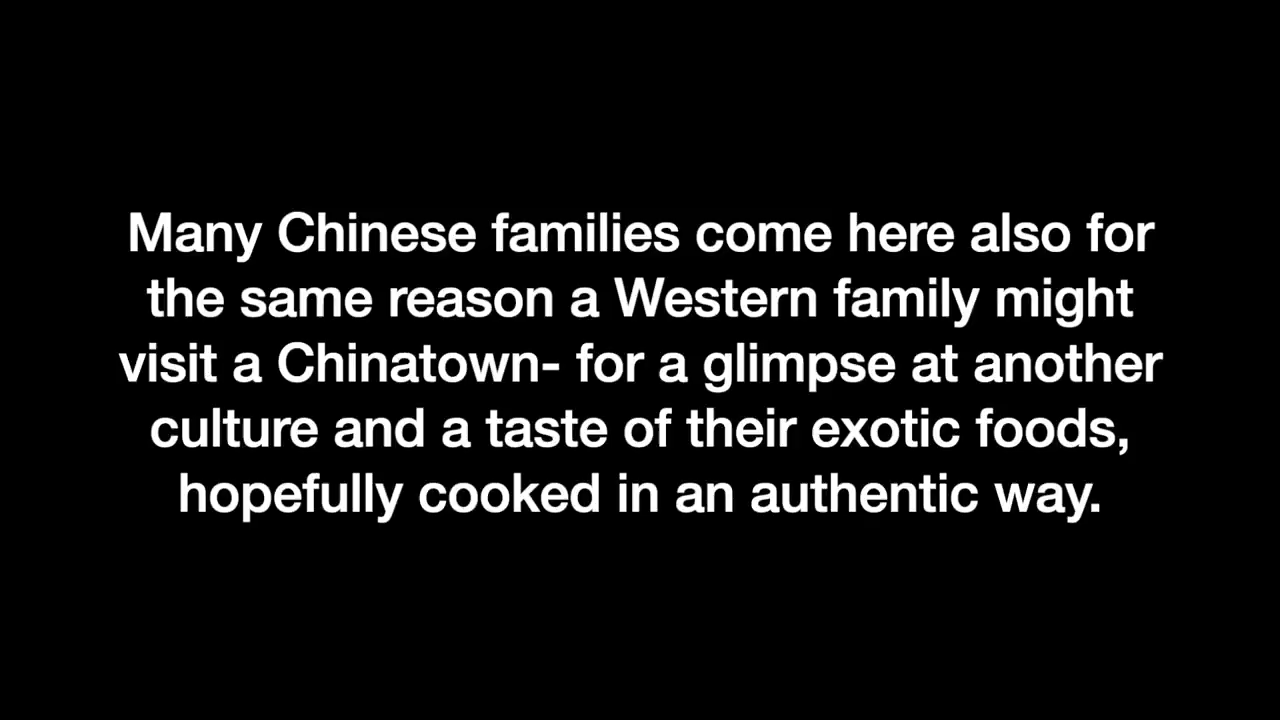 Many Chinese families come here also for
the same reason a Western family might
visit a Chinatown- for a glimpse at another
culture and a taste of their exotic foods,
hopefully cooked in an authentic way.